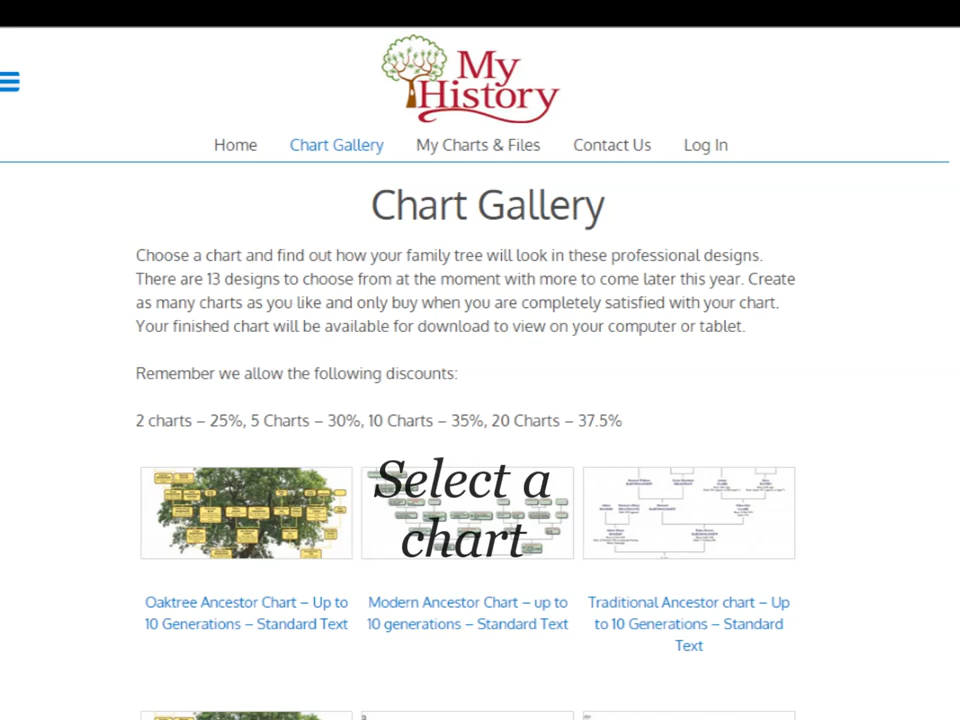 My
History
Home Chart Gallery My Charts & Files Contact Us Log In
Chart Gallery
Choose a chart and find out how your family tree will look in these professional designs.
There are 13 designs to choose from at the moment with more to come later this year. Create
as many charts as you like and only buy when you are completely satisfied with your chart.
Your finished chart will be available for download to view on your computer or tablet.
Remember we allow the following discounts:
2 charts – 25%, 5 Charts – 30%, 10 Charts – 35%, 20 Charts – 37.5%
Select a
chart
Oaktree Ancestor Chart – Up to
10 Generations – Standard Text
Modern Ancestor Chart – up to
10 generations – Standard Text
Traditional Ancestor chart – Up
to 10 Generations – Standard
Text